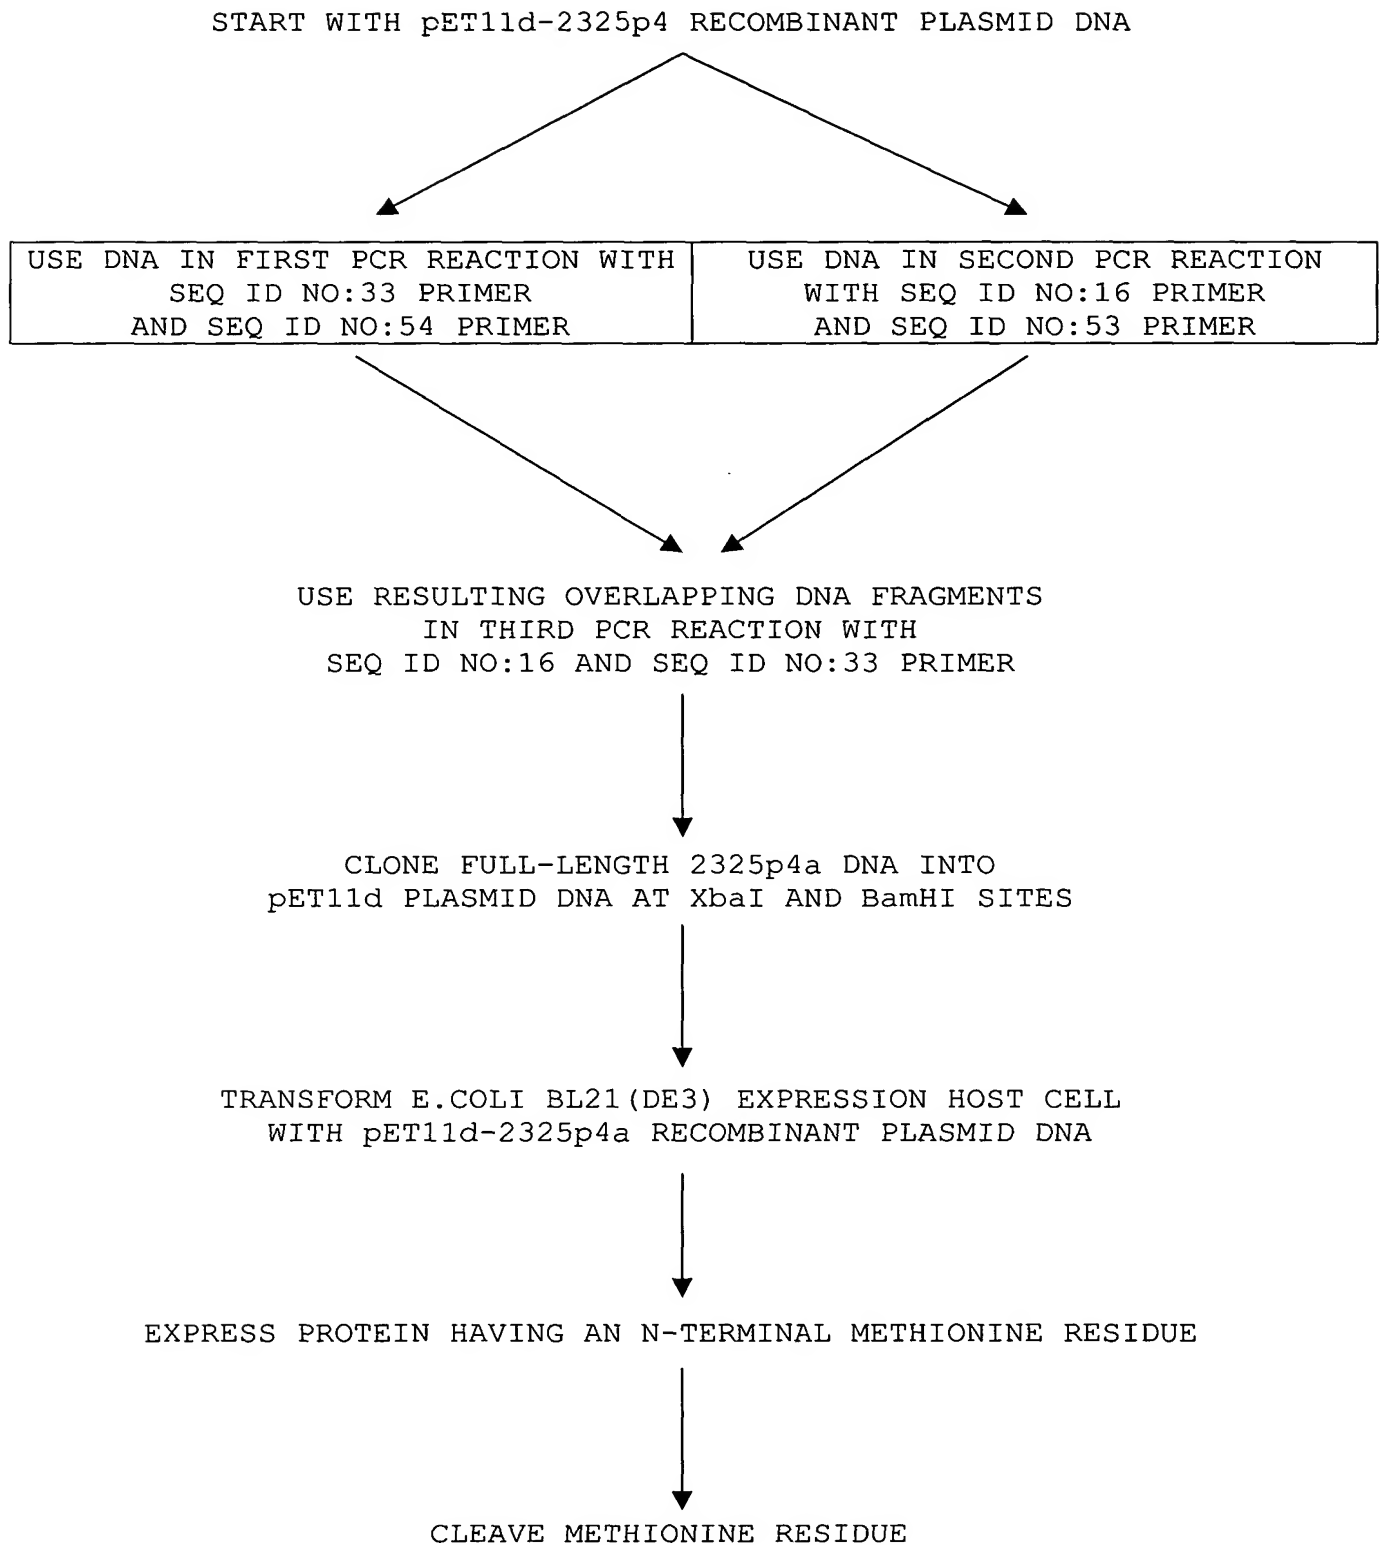 START WITH pET11d-2325p4 RECOMBINANT PLASMID DNA
USE DNA IN FIRST PCR REACTION WITH
SEQ ID NO:33 PRIMER
AND SEQ ID NO:54 PRIMER
USE DNA IN SECOND PCR REACTION
WITH SEQ ID NO:16 PRIMER
AND SEQ ID NO:53 PRIMER
USE RESULTING OVERLAPPING DNA FRAGMENTS
IN THIRD PCR REACTION WITH
SEQ ID NO:16 AND SEQ ID NO:33 PRIMER
CLONE FULL-LENGTH 2325p4a DNA INTO
pET11d PLASMID DNA AT XbaI AND BamHI SITES
TRANSFORM E.COLI BL21(DE3) EXPRESSION HOST CELL
WITH pET11d-2325p4a RECOMBINANT PLASMID DNA
EXPRESS PROTEIN HAVING AN N-TERMINAL METHIONINE RESIDUE
CLEAVE METHIONINE RESIDUE